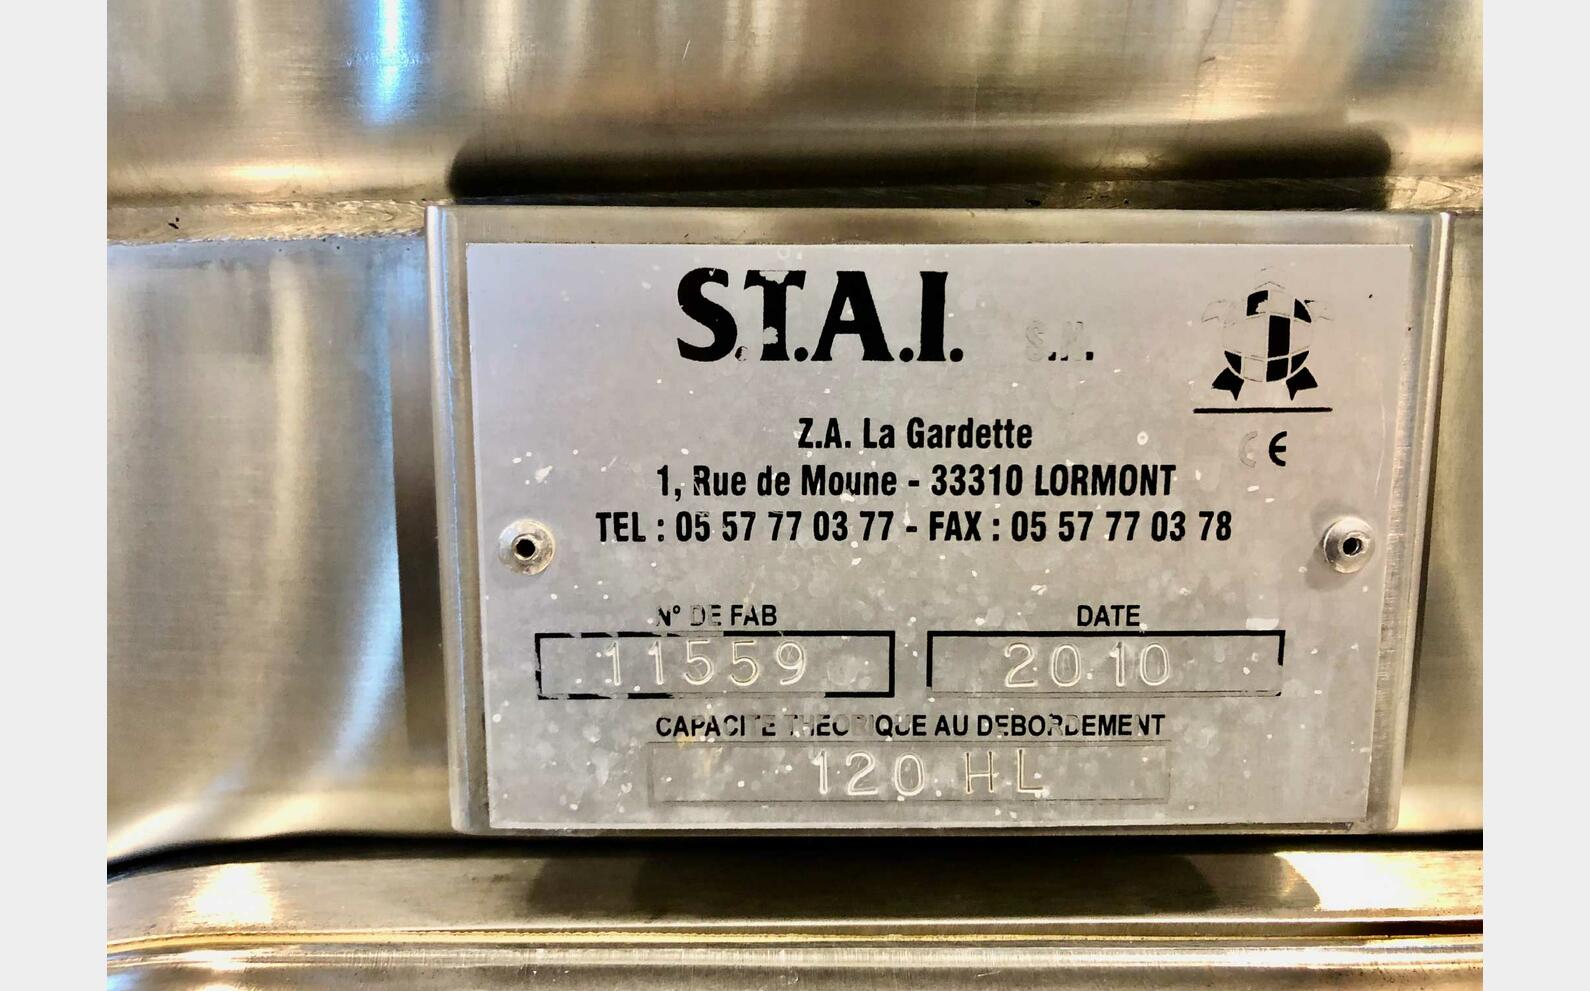 S.T.A.I.
Z.A. La Gardette
1, Rue de Moune - 33310 LORMONT
TEL : 05 57 77 03 77 - FAX : 05 57 77 03 78
CE
N° DE FAB
DATE
11559
2010
CAPACITE THEORIQUE AU DEBORDEMENT
120 HL